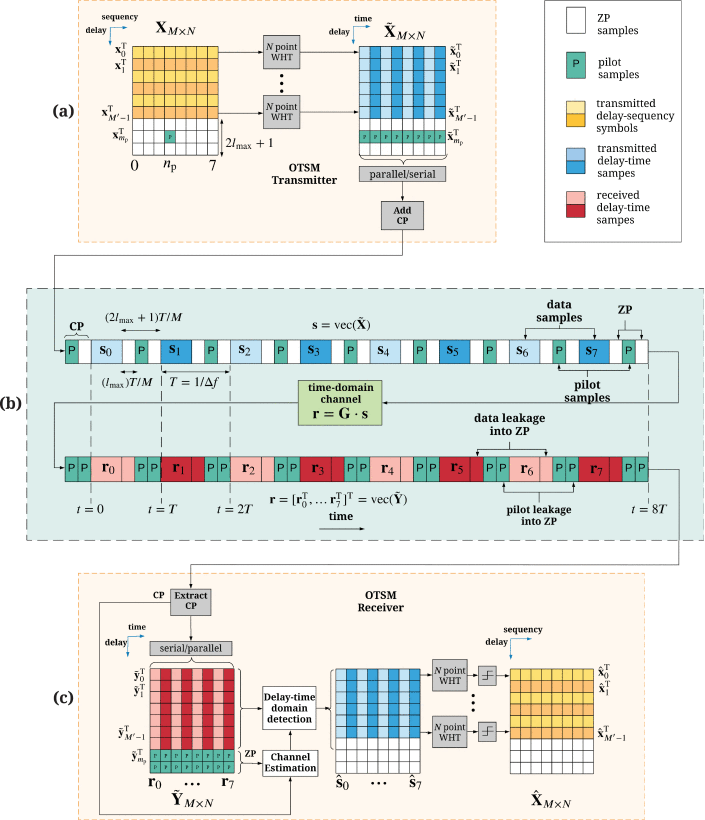 sequency
delay
X_{M×N}
time
delay
X̃_{M×N}
ZP
samples
P
pilot
samples
transmitted
delay-sequency
symbols
transmitted
delay-time
sampes
received
delay-time
sampes
(a)
x_0^T
x_1^T
x_{M′−1}^T
x_{m_p}^T
P
0 n_p 7
2l_max + 1
N point
WHT
N point
WHT
OTSM
Transmitter
x̃_0^T
x̃_1^T
x̃_{M′−1}^T
x̃_{m_p}^T
P P P P P P P P
parallel/serial
Add
CP
(b)
CP
(2l_max + 1)T/M
s = vec(X̃)
data
samples
ZP
P s_0 P s_1 P s_2 P s_3 P s_4 P s_5 P s_6 P s_7 P
(l_max)T/M
T = 1/Δf
pilot
samples
time-domain
channel
r = G · s
data leakage
into ZP
P P r_0 P P r_1 P P r_2 P P r_3 P P r_4 P P r_5 P P r_6 P P r_7 P P
t = 0
t = T
t = 2T
r = [r_0^T, … r_7^T]^T = vec(Ỹ)
time
pilot leakage
into ZP
t = 8T
(c)
CP
Extract
CP
OTSM
Receiver
time
delay
serial/parallel
ỹ_0^T
ỹ_1^T
ỹ_{M′−1}^T
ỹ_{m_p}^T
P P P P P P P P
P P P P P P P P
r_0 ••• r_7
Ỹ_{M×N}
ZP
Delay-time
domain
detection
Channel
Estimation
ŝ_0 ••• ŝ_7
N point
WHT
N point
WHT
sequency
delay
x̂_0^T
x̂_1^T
x̂_{M′−1}^T
X̂_{M×N}